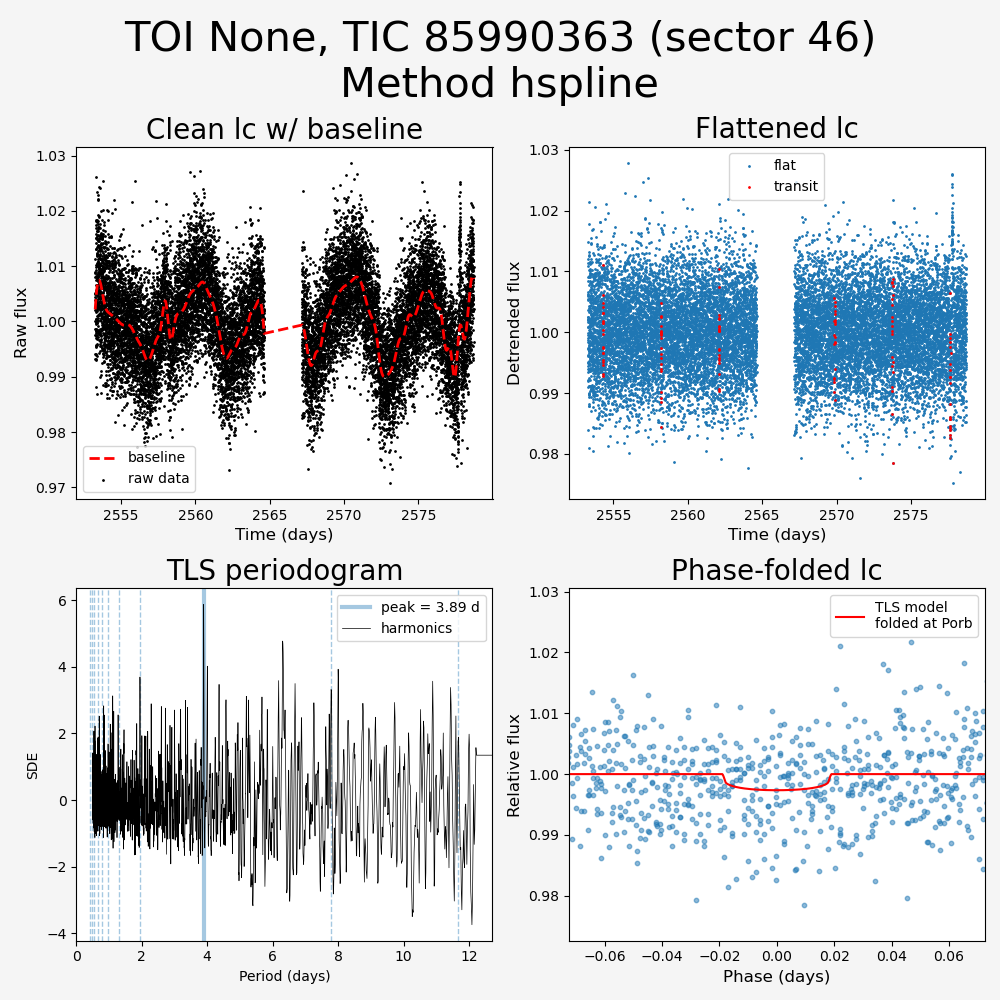 TOI None, TIC 85990363 (sector 46)
Method hspline
Clean lc w/ baseline
1.03
1.02
1.01
1.00
0.99
0.98
0.97
Raw flux
baseline
raw data
2555
2560
2565
2570
2575
Time (days)
Flattened lc
1.03
1.02
1.01
1.00
0.99
0.98
Detrended flux
flat
transit
2555
2560
2565
2570
2575
Time (days)
TLS periodogram
6
4
2
0
−2
−4
SDE
peak = 3.89 d
harmonics
0
2
4
6
8
10
12
Period (days)
Phase-folded lc
1.03
1.02
1.01
1.00
0.99
0.98
Relative flux
TLS model
folded at Porb
−0.06
−0.04
−0.02
0.00
0.02
0.04
0.06
Phase (days)